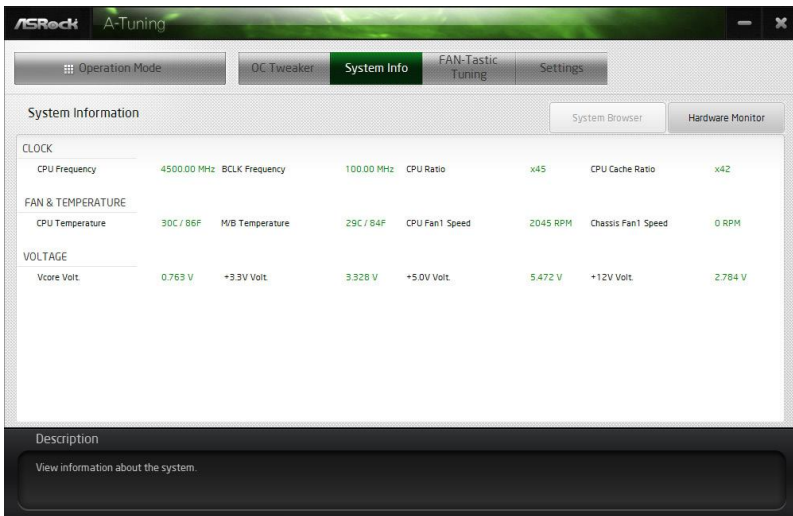 ASRock A-Tuning
Operation Mode OC Tweaker System Info FAN-Tastic Tuning Settings
System Information System Browser Hardware Monitor
CLOCK
CPU Frequency 4500.00 MHz BCLK Frequency 100.00 MHz CPU Ratio x45 CPU Cache Ratio x42
FAN & TEMPERATURE
CPU Temperature 30C / 86F M/B Temperature 29C / 84F CPU Fan1 Speed 2045 RPM Chassis Fan1 Speed 0 RPM
VOLTAGE
Vcore Volt. 0.763 V +3.3V Volt. 3.328 V +5.0V Volt. 5.472 V +12V Volt. 2.784 V
Description
View information about the system.